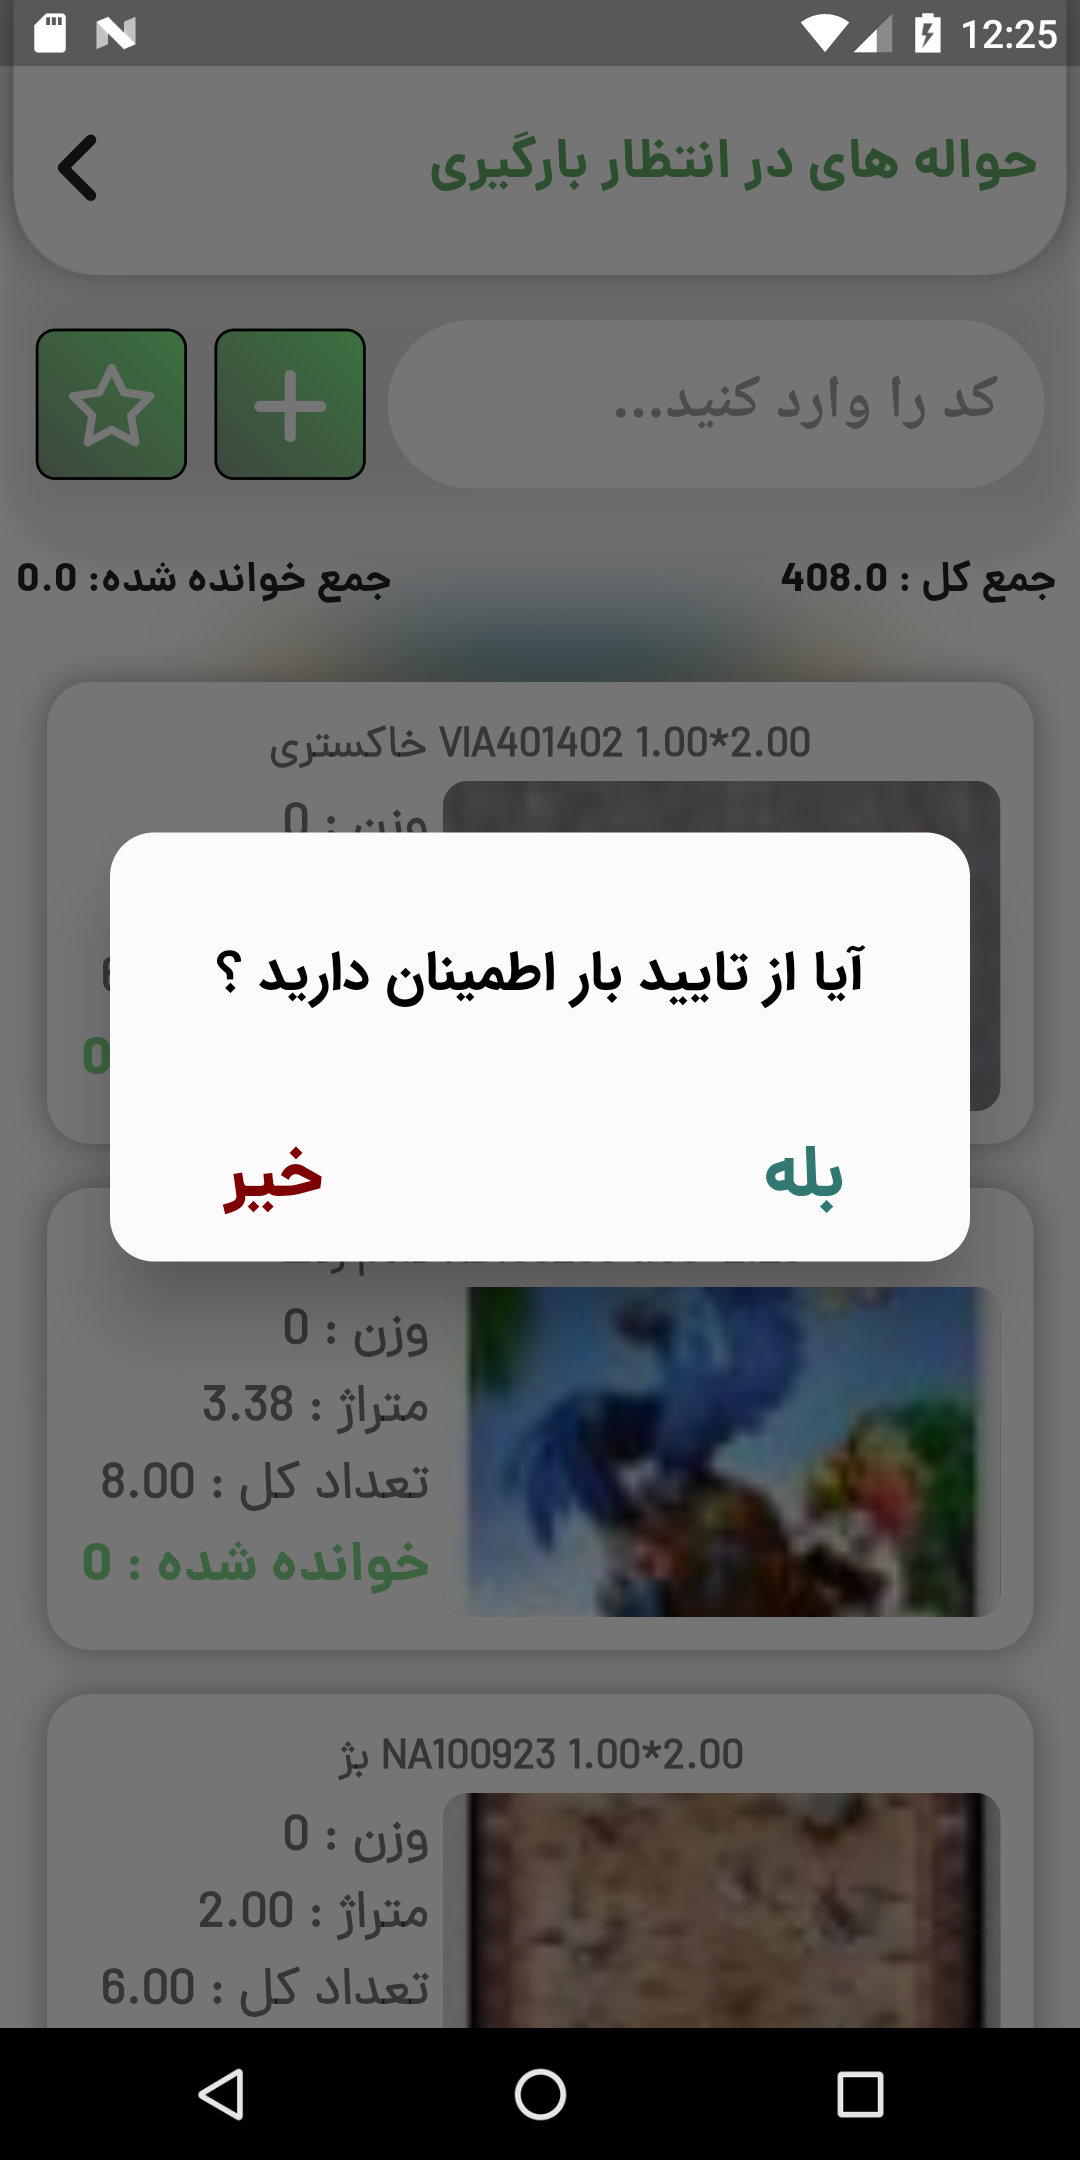 12:25
حواله های در انتظار بارگیری
کد را وارد کنید...
جمع کل : 408.0
جمع خوانده شده: 0.0
VIA401402 1.00*2.00 خاکستری
وزن : 0
0
آیا از تایید بار اطمینان دارید ؟
بله
خیر
وزن : 0
متراژ : 3.38
تعداد کل : 8.00
خوانده شده : 0
NA100923 1.00*2.00 بژ
وزن : 0
متراژ : 2.00
تعداد کل : 6.00